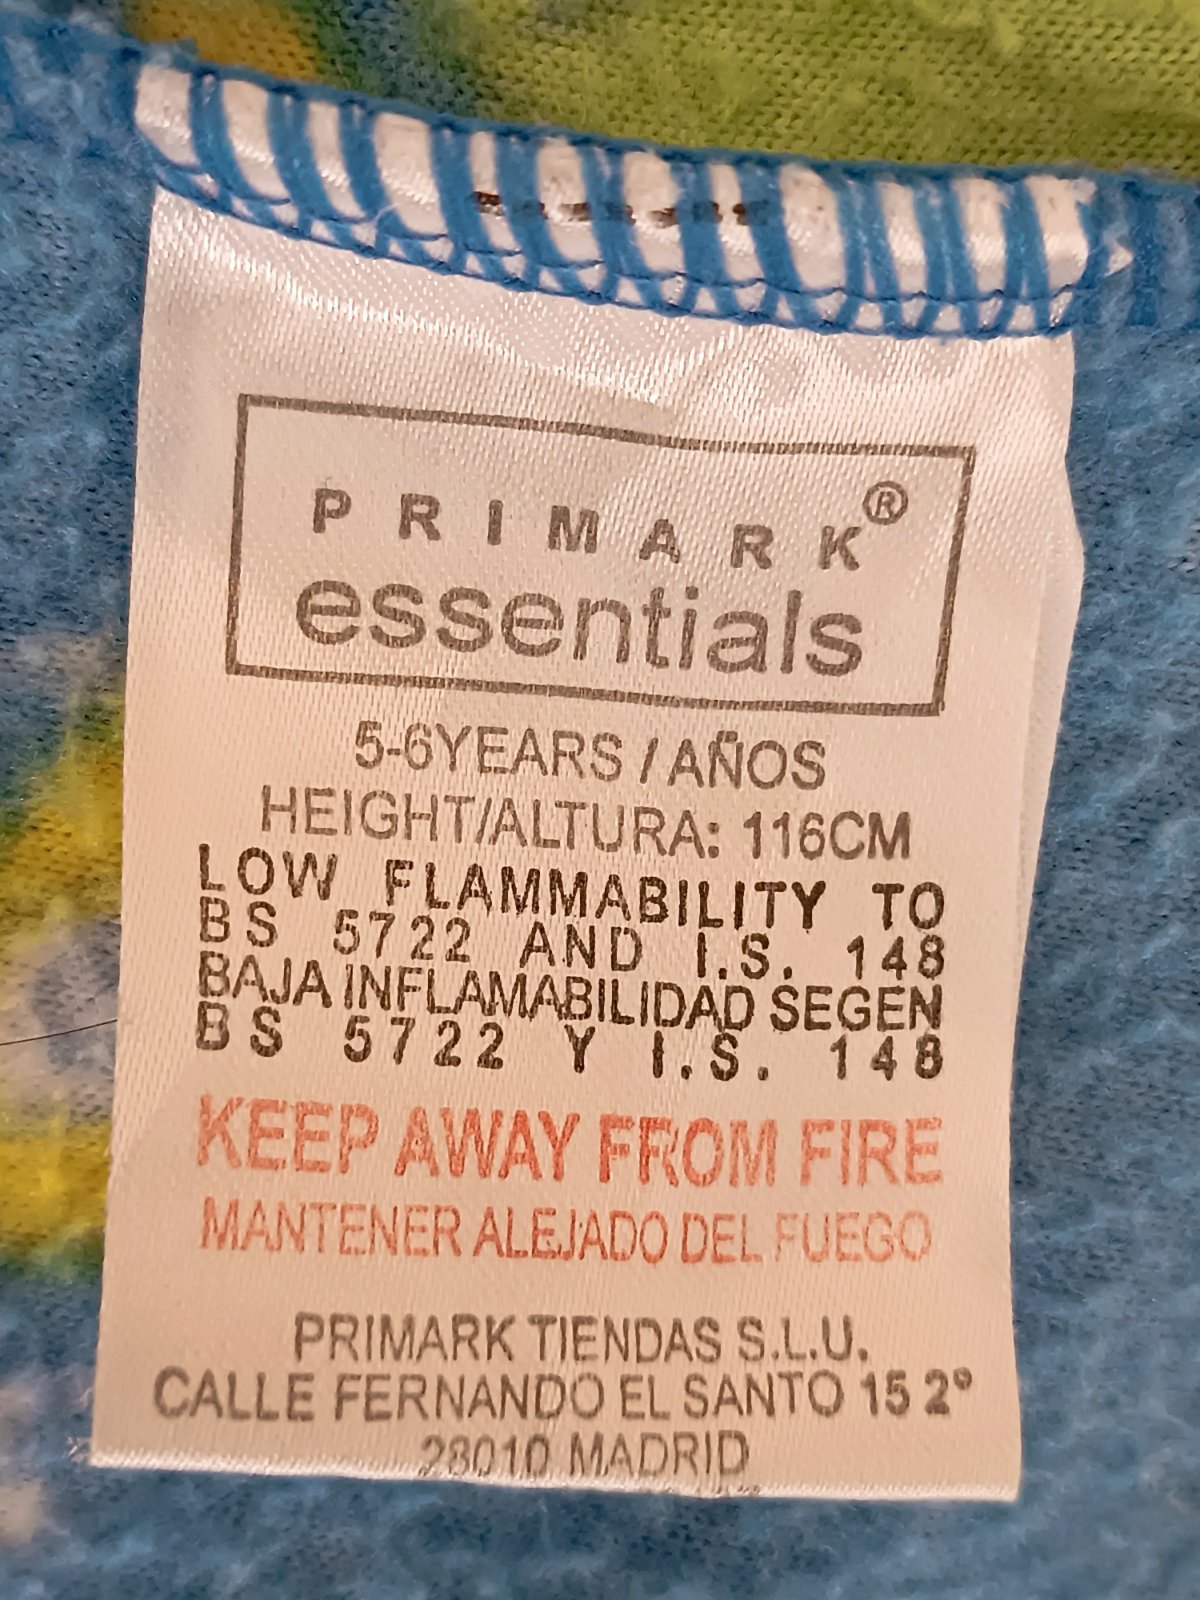 PRIMARK®
essentials
5-6YEARS / AÑOS
HEIGHT/ALTURA: 116CM
LOW FLAMMABILITY TO
BS 5722 AND I.S. 148
BAJA INFLAMABILIDAD SEGEN
BS 5722 Y I.S. 148
KEEP AWAY FROM FIRE
MANTENER ALEJADO DEL FUEGO
PRIMARK TIENDAS S.L.U.
CALLE FERNANDO EL SANTO 15 2º
28010 MADRID